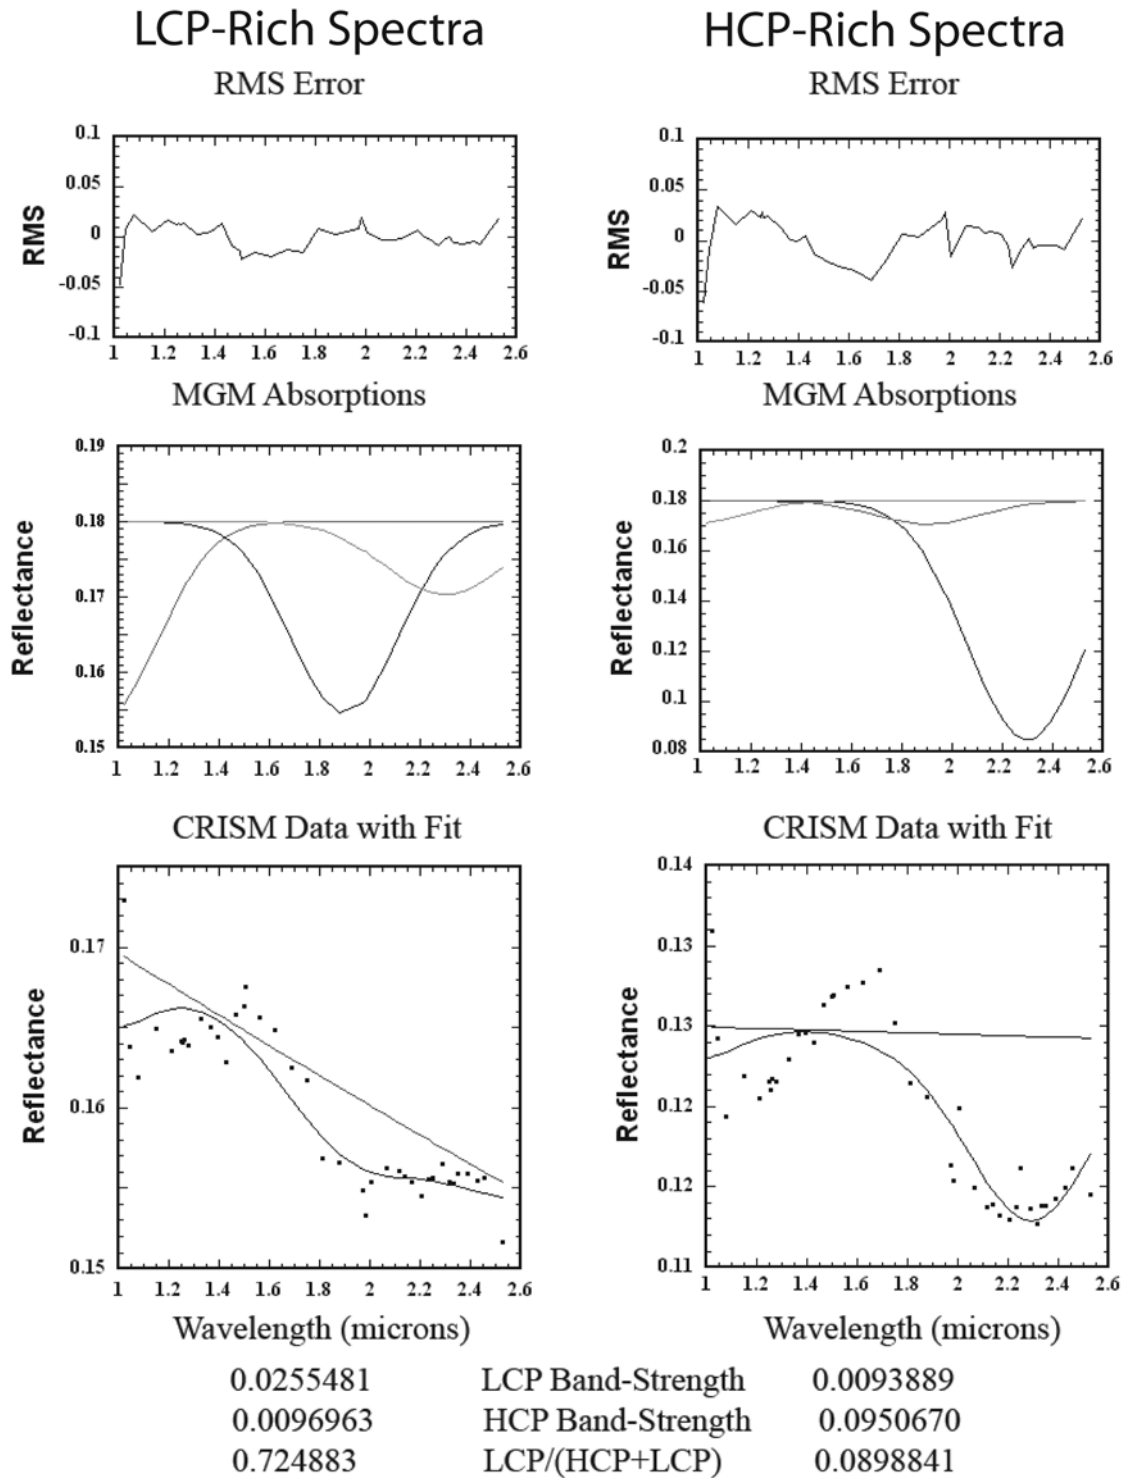 LCP-Rich Spectra HCP-Rich Spectra
RMS Error RMS Error
0.1
0.05
0
-0.05
-0.1
RMS
1 1.2 1.4 1.6 1.8 2 2.2 2.4 2.6
0.1
0.05
0
-0.05
-0.1
RMS
1 1.2 1.4 1.6 1.8 2 2.2 2.4 2.6
MGM Absorptions MGM Absorptions
0.19
0.18
0.17
0.16
0.15
Reflectance
1 1.2 1.4 1.6 1.8 2 2.2 2.4 2.6
0.2
0.18
0.16
0.14
0.12
0.1
0.08
Reflectance
1 1.2 1.4 1.6 1.8 2 2.2 2.4 2.6
CRISM Data with Fit CRISM Data with Fit
0.17
0.16
0.15
Reflectance
1 1.2 1.4 1.6 1.8 2 2.2 2.4 2.6
Wavelength (microns)
0.14
0.13
0.13
0.12
0.12
0.11
Reflectance
1 1.2 1.4 1.6 1.8 2 2.2 2.4 2.6
Wavelength (microns)
0.0255481 LCP Band-Strength 0.0093889
0.0096963 HCP Band-Strength 0.0950670
0.724883 LCP/(HCP+LCP) 0.0898841